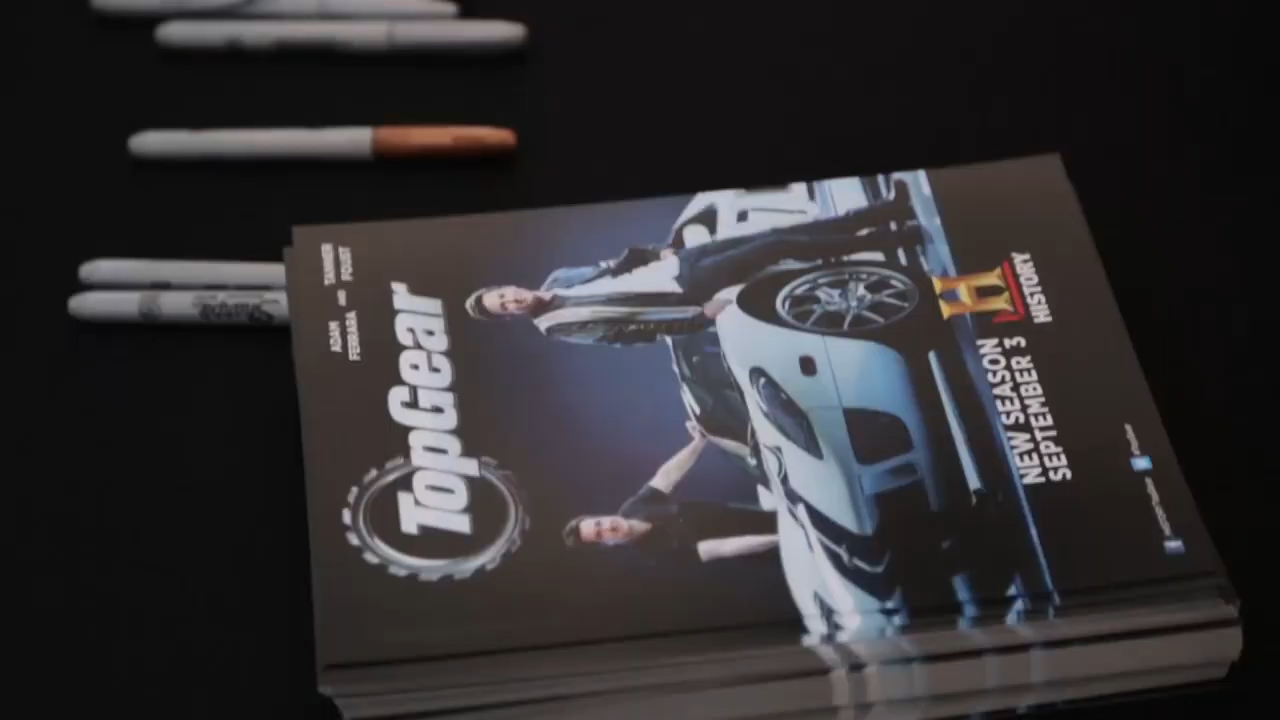 ADAM
FERRARA
AND
TANNER
FOUST
TopGear
H
HISTORY
NEW SEASON
SEPTEMBER 3